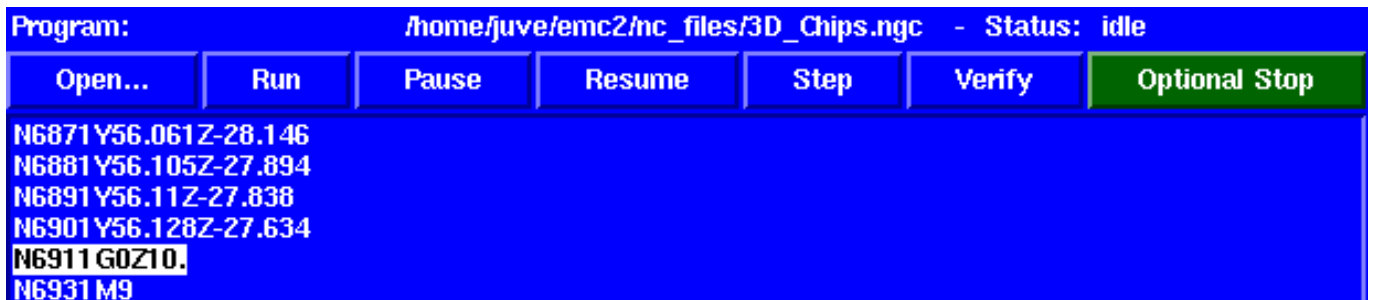 Program: /home/juve/emc2/nc_files/3D_Chips.ngc - Status: idle
Open... Run Pause Resume Step Verify Optional Stop
N6871Y56.061Z-28.146
N6881Y56.105Z-27.894
N6891Y56.11Z-27.838
N6901Y56.128Z-27.634
N6911G0Z10.
N6931M9